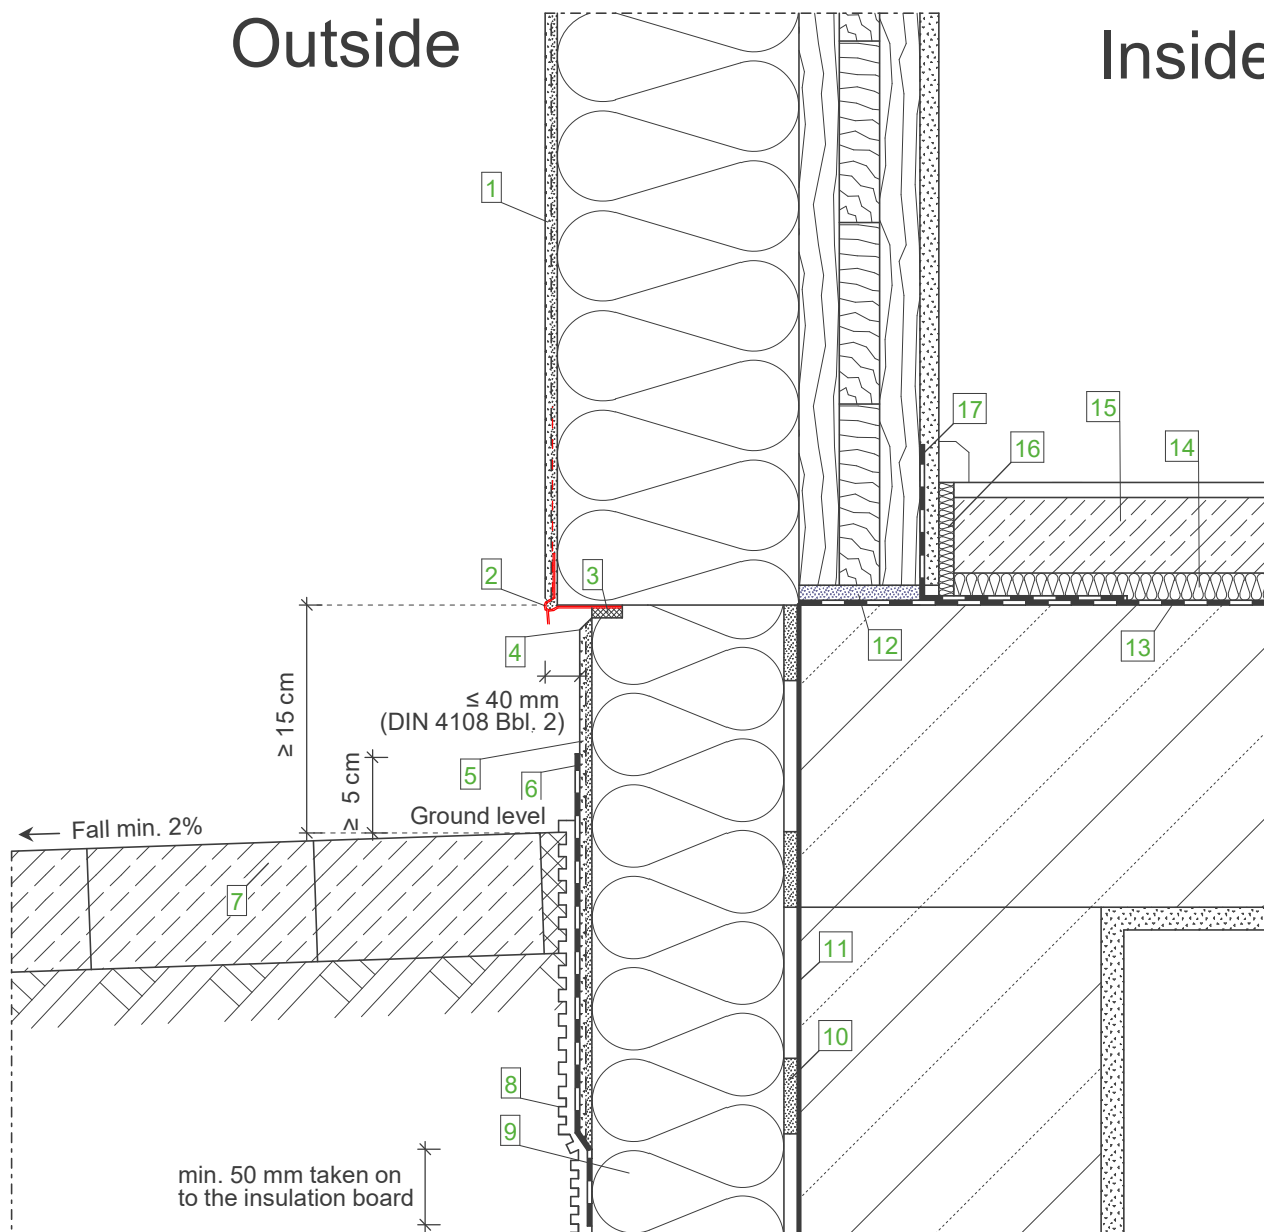 Outside
Inside
1
17
15
16
14
2
3
4
12
13
≤ 40 mm
(DIN 4108 Bbl. 2)
≥ 15 cm
5
6
≥ 5 cm
Ground level
Fall min. 2%
7
11
10
8
9
min. 50 mm taken on
to the insulation board